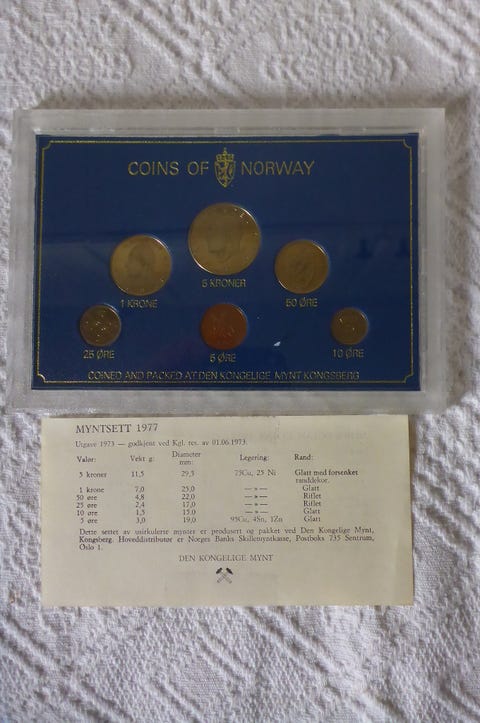 COINS OF NORWAY
5 KRONER
1 KRONE
50 ØRE
25 ØRE
5 ØRE
10 ØRE
COINED AND PACKED AT DEN KONGELIGE MYNT KONGSBERG
MYNTSETT 1977
Utgave 1973 — godkjent ved Kgl. res. av 01.06.1973.
Valør: Vekt g: Diameter mm: Legering: Rand:
5 kroner 11,5 29,5 75Cu, 25 Ni Glatt med forsenket randdekor.
1 krone 7,0 25,0 —»— Glatt
50 øre 4,8 22,0 —»— Riflet
25 øre 2,4 17,0 —»— Riflet
10 øre 1,5 15,0 —»— Glatt
5 øre 3,0 19,0 95Cu, 4Sn, 1Zn Glatt
Dette settet av usirkulerte mynter er produsert og pakket ved Den Kongelige Mynt,
Kongsberg. Hoveddistributør er Norges Banks Skillemyntkasse, Postboks 735 Sentrum,
Oslo 1.
DEN KONGELIGE MYNT